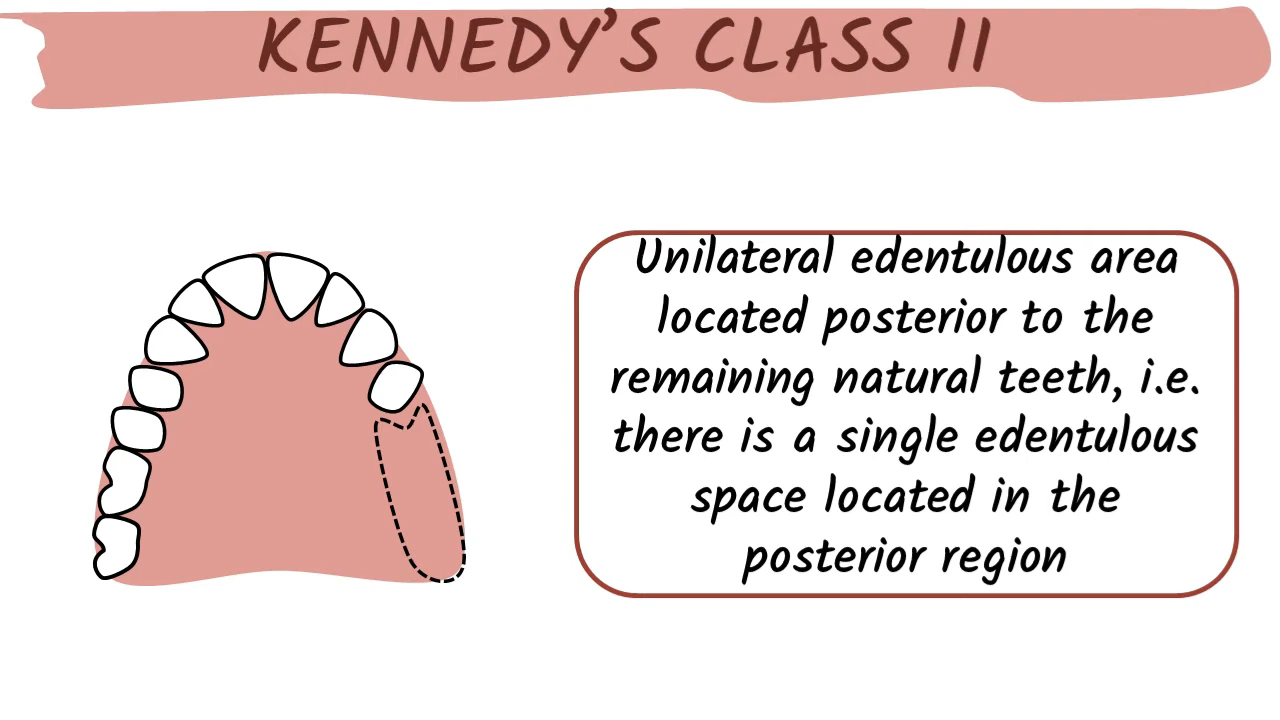 KENNEDY'S CLASS II
Unilateral edentulous area
located posterior to the
remaining natural teeth, i.e.
there is a single edentulous
space located in the
posterior region